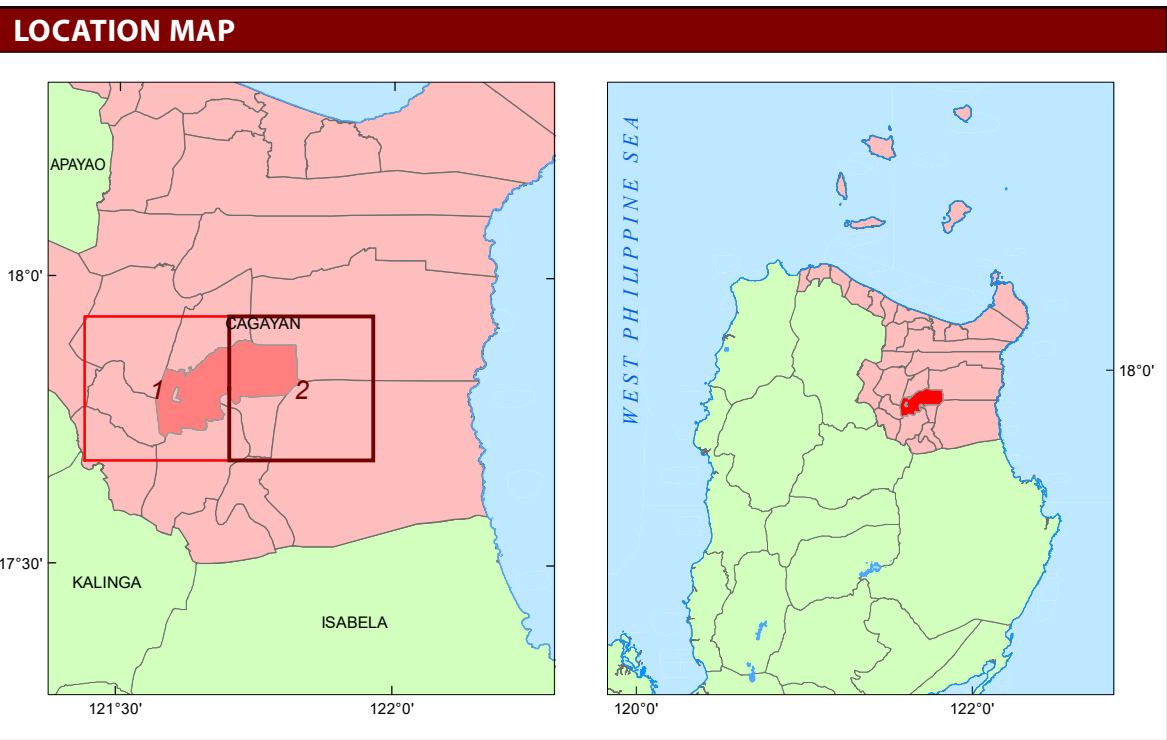 LOCATION MAP
APAYAO
18°0'
CAGAYAN
1
2
17°30'
KALINGA
ISABELA
121°30'
122°0'
WEST PHILIPPINE SEA
18°0'
120°0'
122°0'